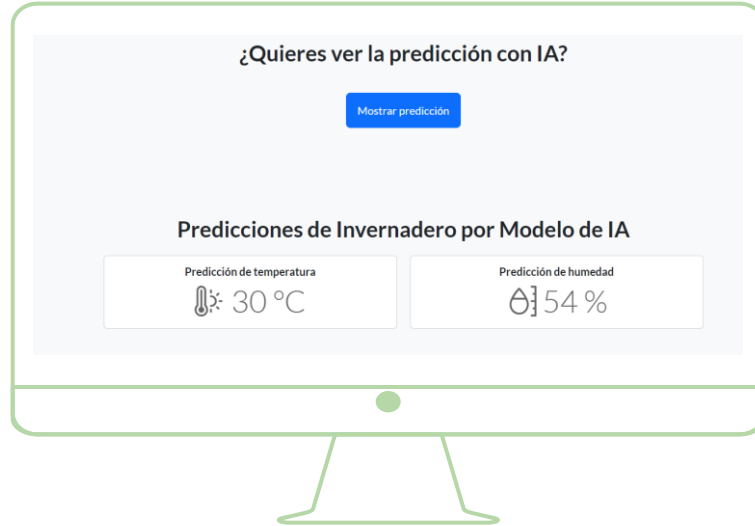 ¿Quieres ver la predicción con IA?
Mostrar predicción
Predicciones de Invernadero por Modelo de IA
Predicción de temperatura
30 °C
Predicción de humedad
54 %